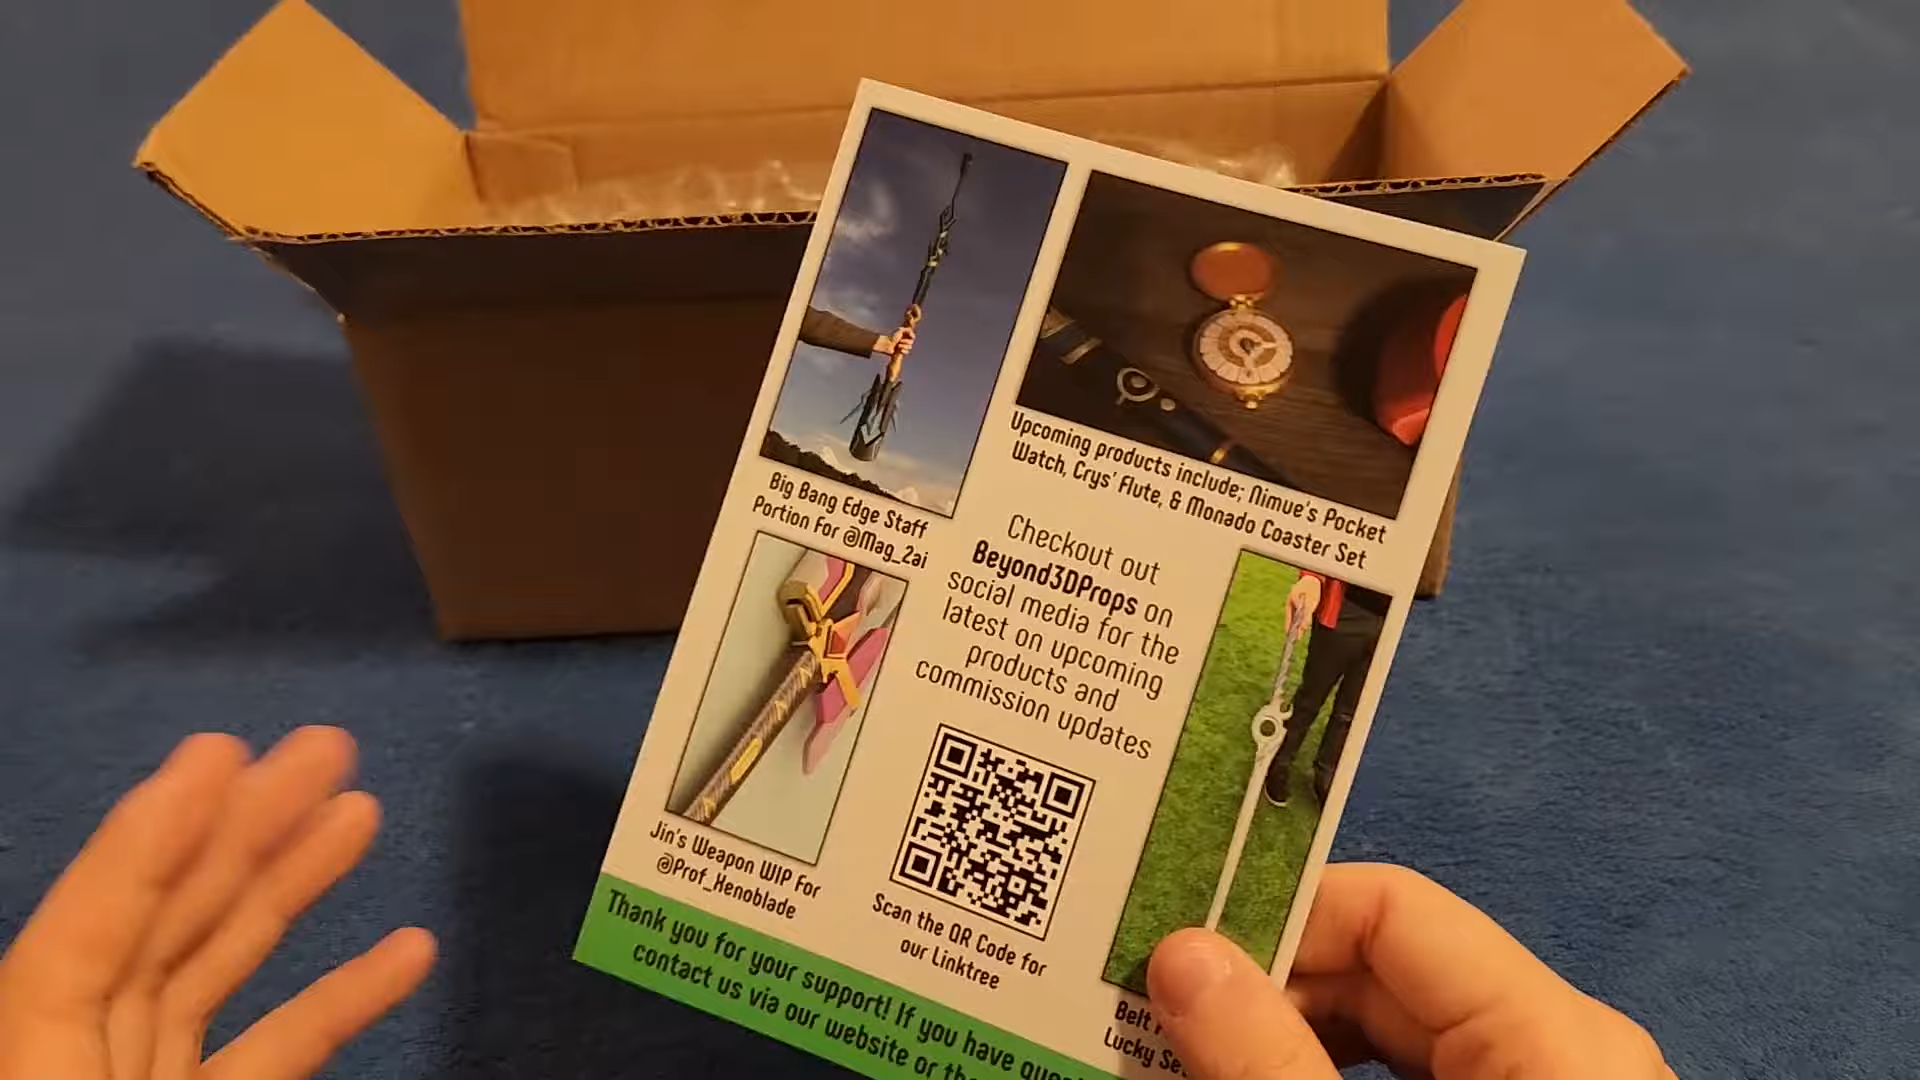 Big Bang Edge Staff
Portion For @Mag_2ai
Upcoming products include; Nimue's Pocket
Watch, Crys' Flute, & Monado Coaster Set
Checkout out
Beyond3DProps on
social media for the
latest on upcoming
products and
commission updates
Jin's Weapon WIP For
@Prof_Xenoblade
Scan the QR Code for
our Linktree
Belt
Lucky
Thank you for your support! If you have
contact us via our website or